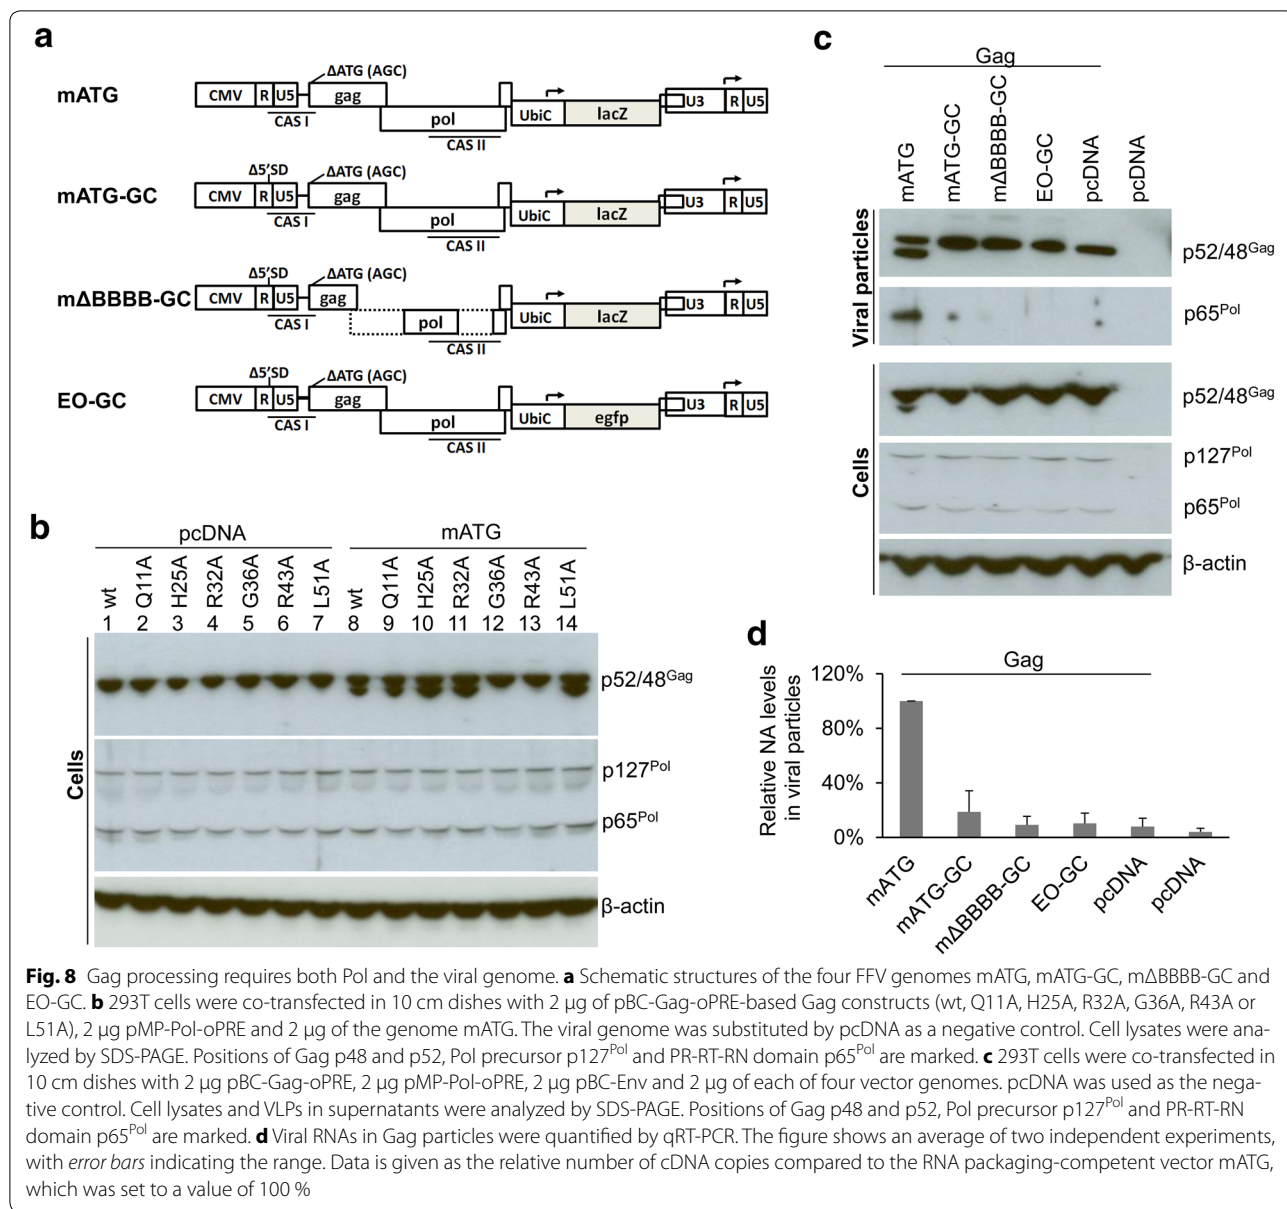 a
mATG
ΔATG (AGC)
CMV R U5 gag
pol
CAS I
CAS II
UbiC lacZ
U3 R U5
mATG-GC
Δ5'SD
ΔATG (AGC)
CMV R U5 gag
pol
CAS I
CAS II
UbiC lacZ
U3 R U5
mΔBBBB-GC
Δ5'SD
ΔATG (AGC)
CMV R U5 gag
pol
CAS I
CAS II
UbiC lacZ
U3 R U5
EO-GC
Δ5'SD
ΔATG (AGC)
CMV R U5 gag
pol
CAS I
CAS II
UbiC egfp
U3 R U5
b
pcDNA mATG
wt Q11A H25A R32A G36A R43A L51A wt Q11A H25A R32A G36A R43A L51A
1 2 3 4 5 6 7 8 9 10 11 12 13 14
Cells
p52/48Gag
p127Pol
p65Pol
β-actin
c
Gag
mATG mATG-GC mΔBBBB-GC EO-GC pcDNA pcDNA
Viral particles
p52/48Gag
p65Pol
Cells
p52/48Gag
p127Pol
p65Pol
β-actin
d
Gag
Relative NA levels
in viral particles
120%
80%
40%
0%
mATG mATG-GC mΔBBBB-GC EO-GC pcDNA pcDNA
Fig. 8 Gag processing requires both Pol and the viral genome. a Schematic structures of the four FFV genomes mATG, mATG-GC, mΔBBBB-GC and
EO-GC. b 293T cells were co-transfected in 10 cm dishes with 2 μg of pBC-Gag-oPRE-based Gag constructs (wt, Q11A, H25A, R32A, G36A, R43A or
L51A), 2 μg pMP-Pol-oPRE and 2 μg of the genome mATG. The viral genome was substituted by pcDNA as a negative control. Cell lysates were ana-
lyzed by SDS-PAGE. Positions of Gag p48 and p52, Pol precursor p127Pol and PR-RT-RN domain p65Pol are marked. c 293T cells were co-transfected in
10 cm dishes with 2 μg pBC-Gag-oPRE, 2 μg pMP-Pol-oPRE, 2 μg pBC-Env and 2 μg of each of four vector genomes. pcDNA was used as the nega-
tive control. Cell lysates and VLPs in supernatants were analyzed by SDS-PAGE. Positions of Gag p48 and p52, Pol precursor p127Pol and PR-RT-RN
domain p65Pol are marked. d Viral RNAs in Gag particles were quantified by qRT-PCR. The figure shows an average of two independent experiments,
with error bars indicating the range. Data is given as the relative number of cDNA copies compared to the RNA packaging-competent vector mATG,
which was set to a value of 100 %